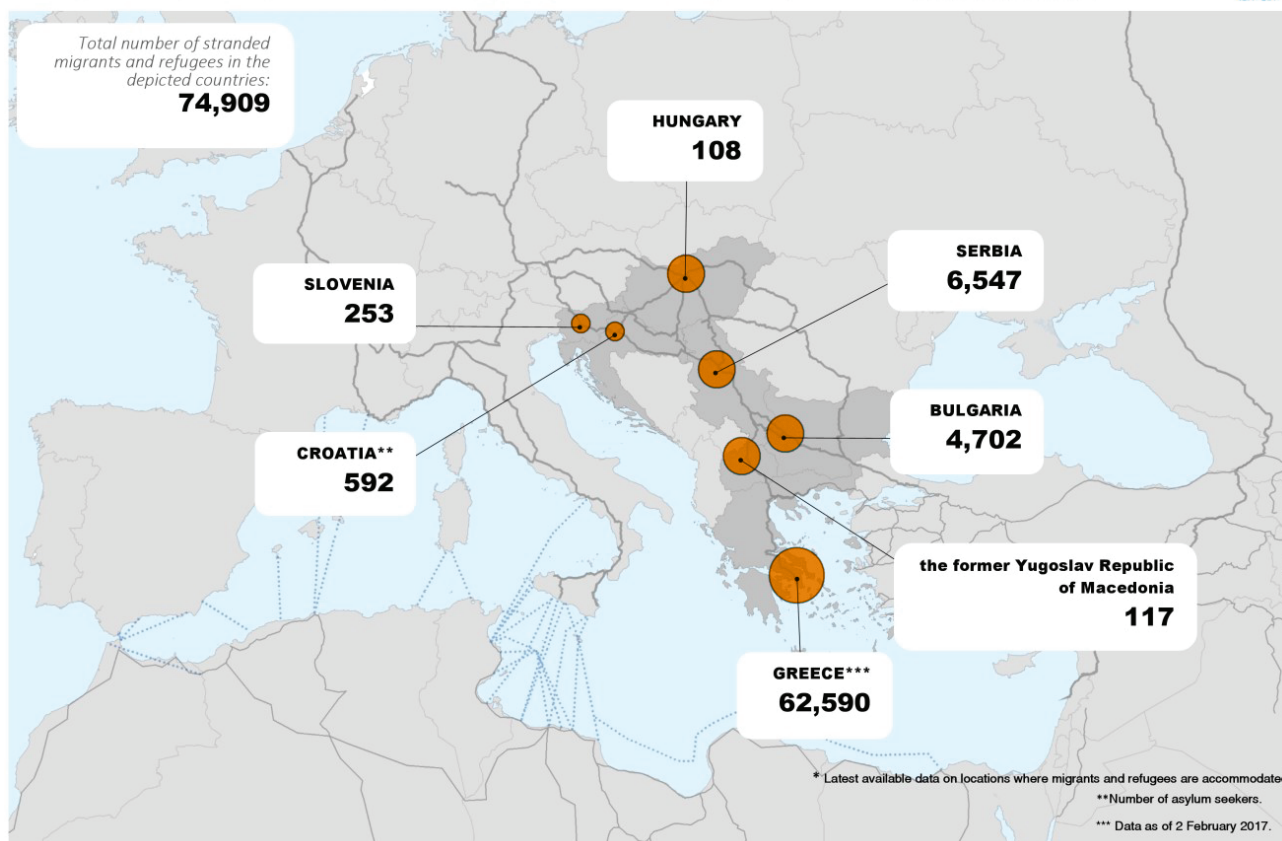 Total number of stranded
migrants and refugees in the
depicted countries:
74,909
HUNGARY
108
SERBIA
6,547
SLOVENIA
253
BULGARIA
4,702
CROATIA**
592
the former Yugoslav Republic
of Macedonia
117
GREECE***
62,590
* Latest available data on locations where migrants and refugees are accommodate
**Number of asylum seekers.
*** Data as of 2 February 2017.